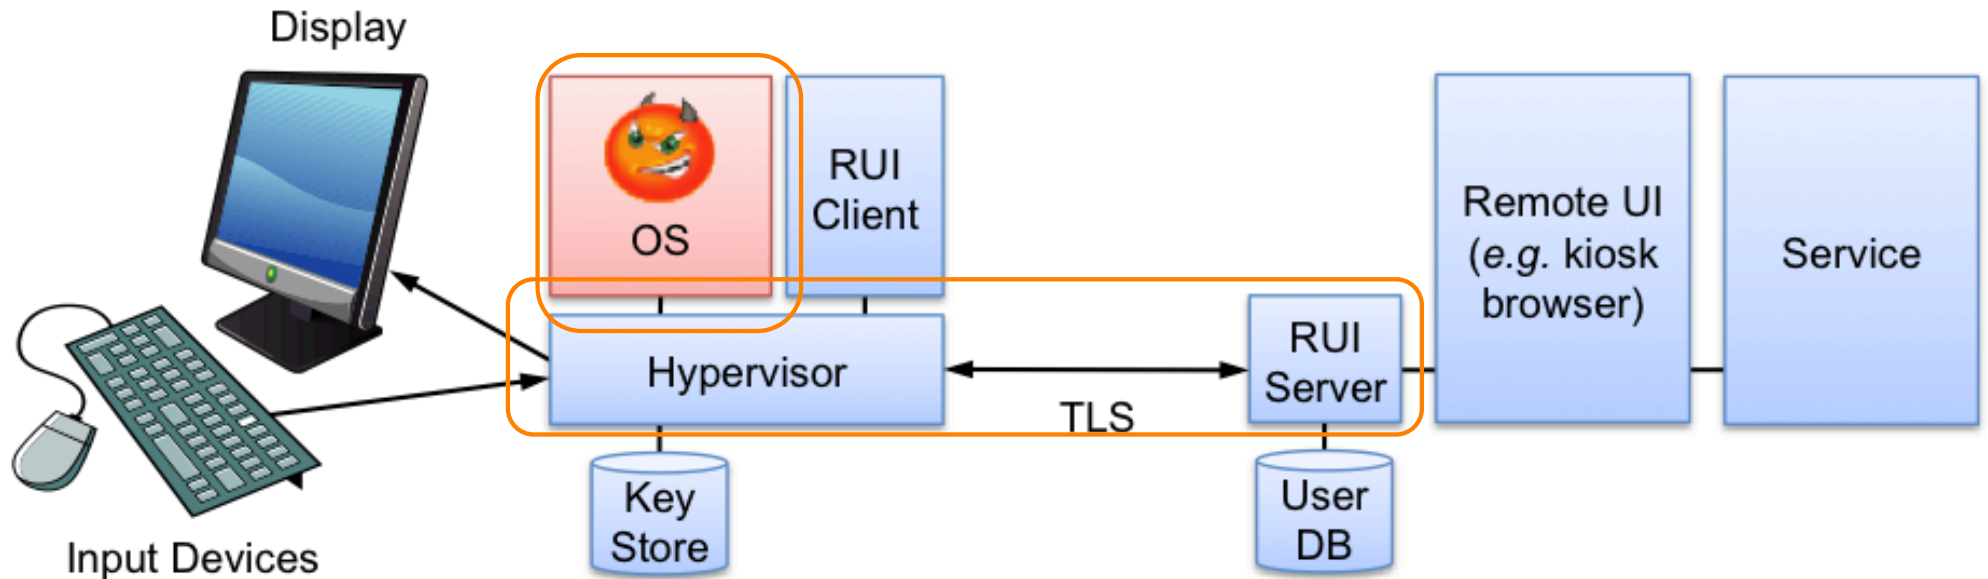 Display
OS
RUI
Client
Remote UI
(e.g. kiosk
browser)
Service
Hypervisor
TLS
RUI
Server
Key
Store
User
DB
Input Devices